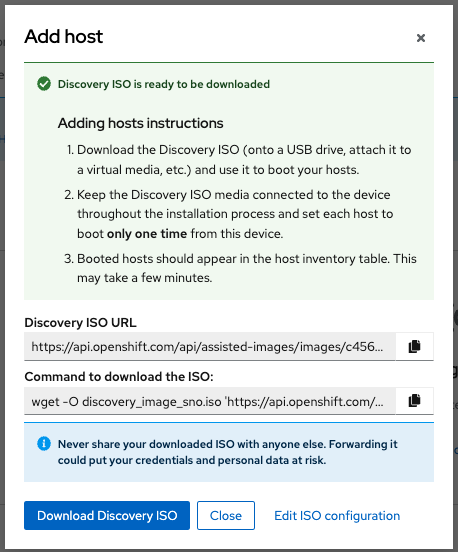 Add host
Discovery ISO is ready to be downloaded
Adding hosts instructions
1. Download the Discovery ISO (onto a USB drive, attach it to
a virtual media, etc.) and use it to boot your hosts.
2. Keep the Discovery ISO media connected to the device
throughout the installation process and set each host to
boot only one time from this device.
3. Booted hosts should appear in the host inventory table. This
may take a few minutes.
Discovery ISO URL
https://api.openshift.com/api/assisted-images/images/c456...
Command to download the ISO:
wget -O discovery_image_sno.iso 'https://api.openshift.com/...
Never share your downloaded ISO with anyone else. Forwarding it
could put your credentials and personal data at risk.
Download Discovery ISO Close Edit ISO configuration